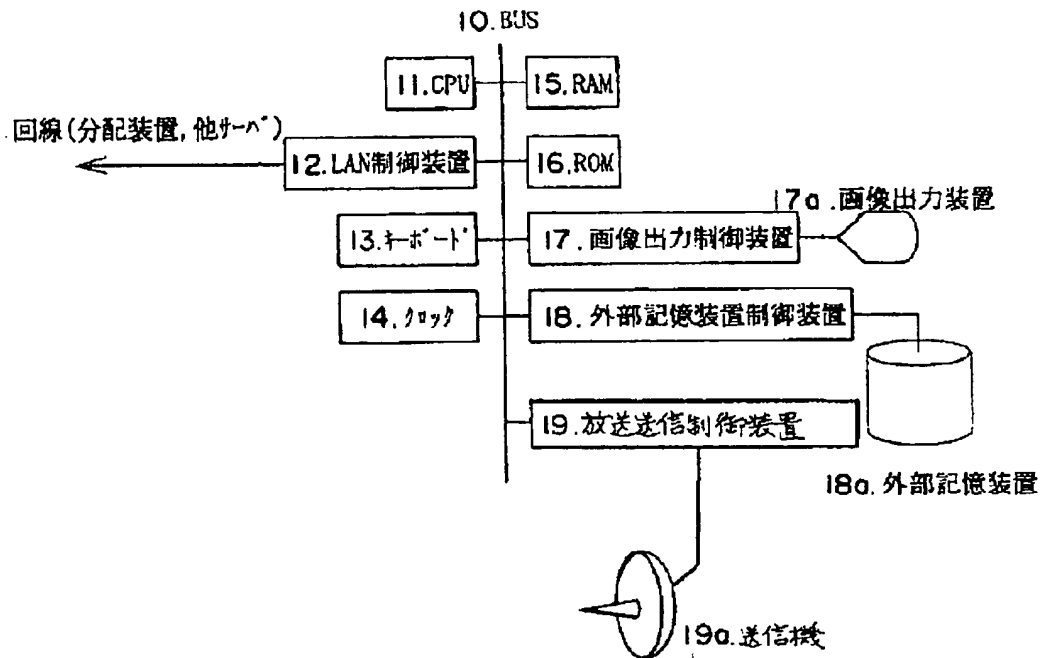 10.BUS
11.CPU
15.RAM
回線(分配装置,他サーバ)
12.LAN制御装置
16.ROM
17a.画像出力装置
13.キーボード
17.画像出力制御装置
14.クロック
18.外部記憶装置制御装置
19.放送送信制御装置
18a.外部記憶装置
19a.送信機